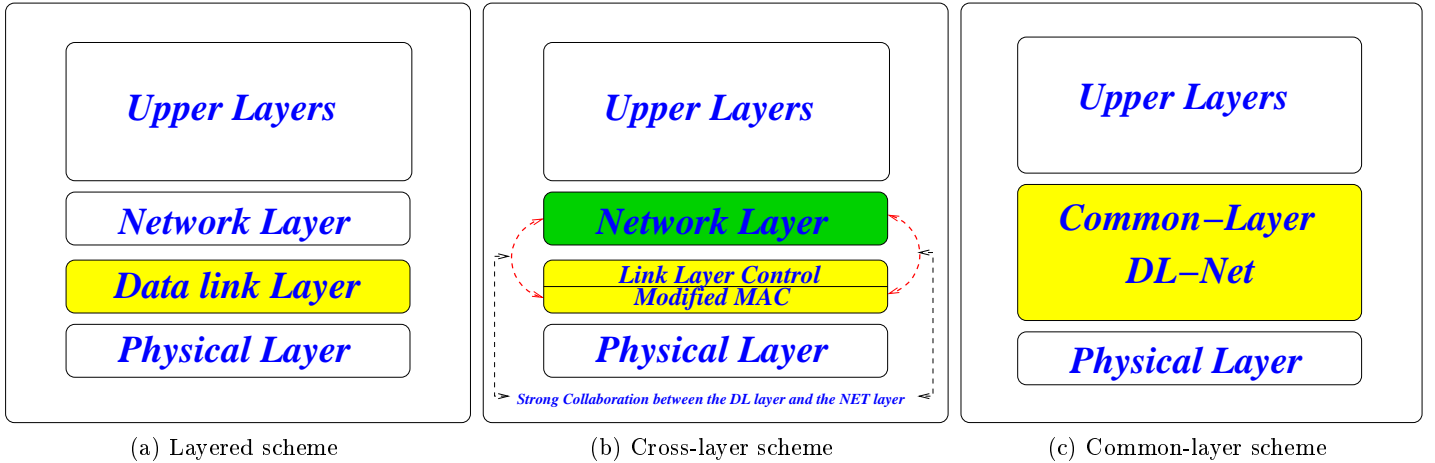 Upper Layers
Network Layer
Data link Layer
Physical Layer
(a) Layered scheme
Upper Layers
Network Layer
Link Layer Control
Modified MAC
Physical Layer
Strong Collaboration between the DL layer and the NET layer
(b) Cross-layer scheme
Upper Layers
Common-Layer
DL-Net
Physical Layer
(c) Common-layer scheme